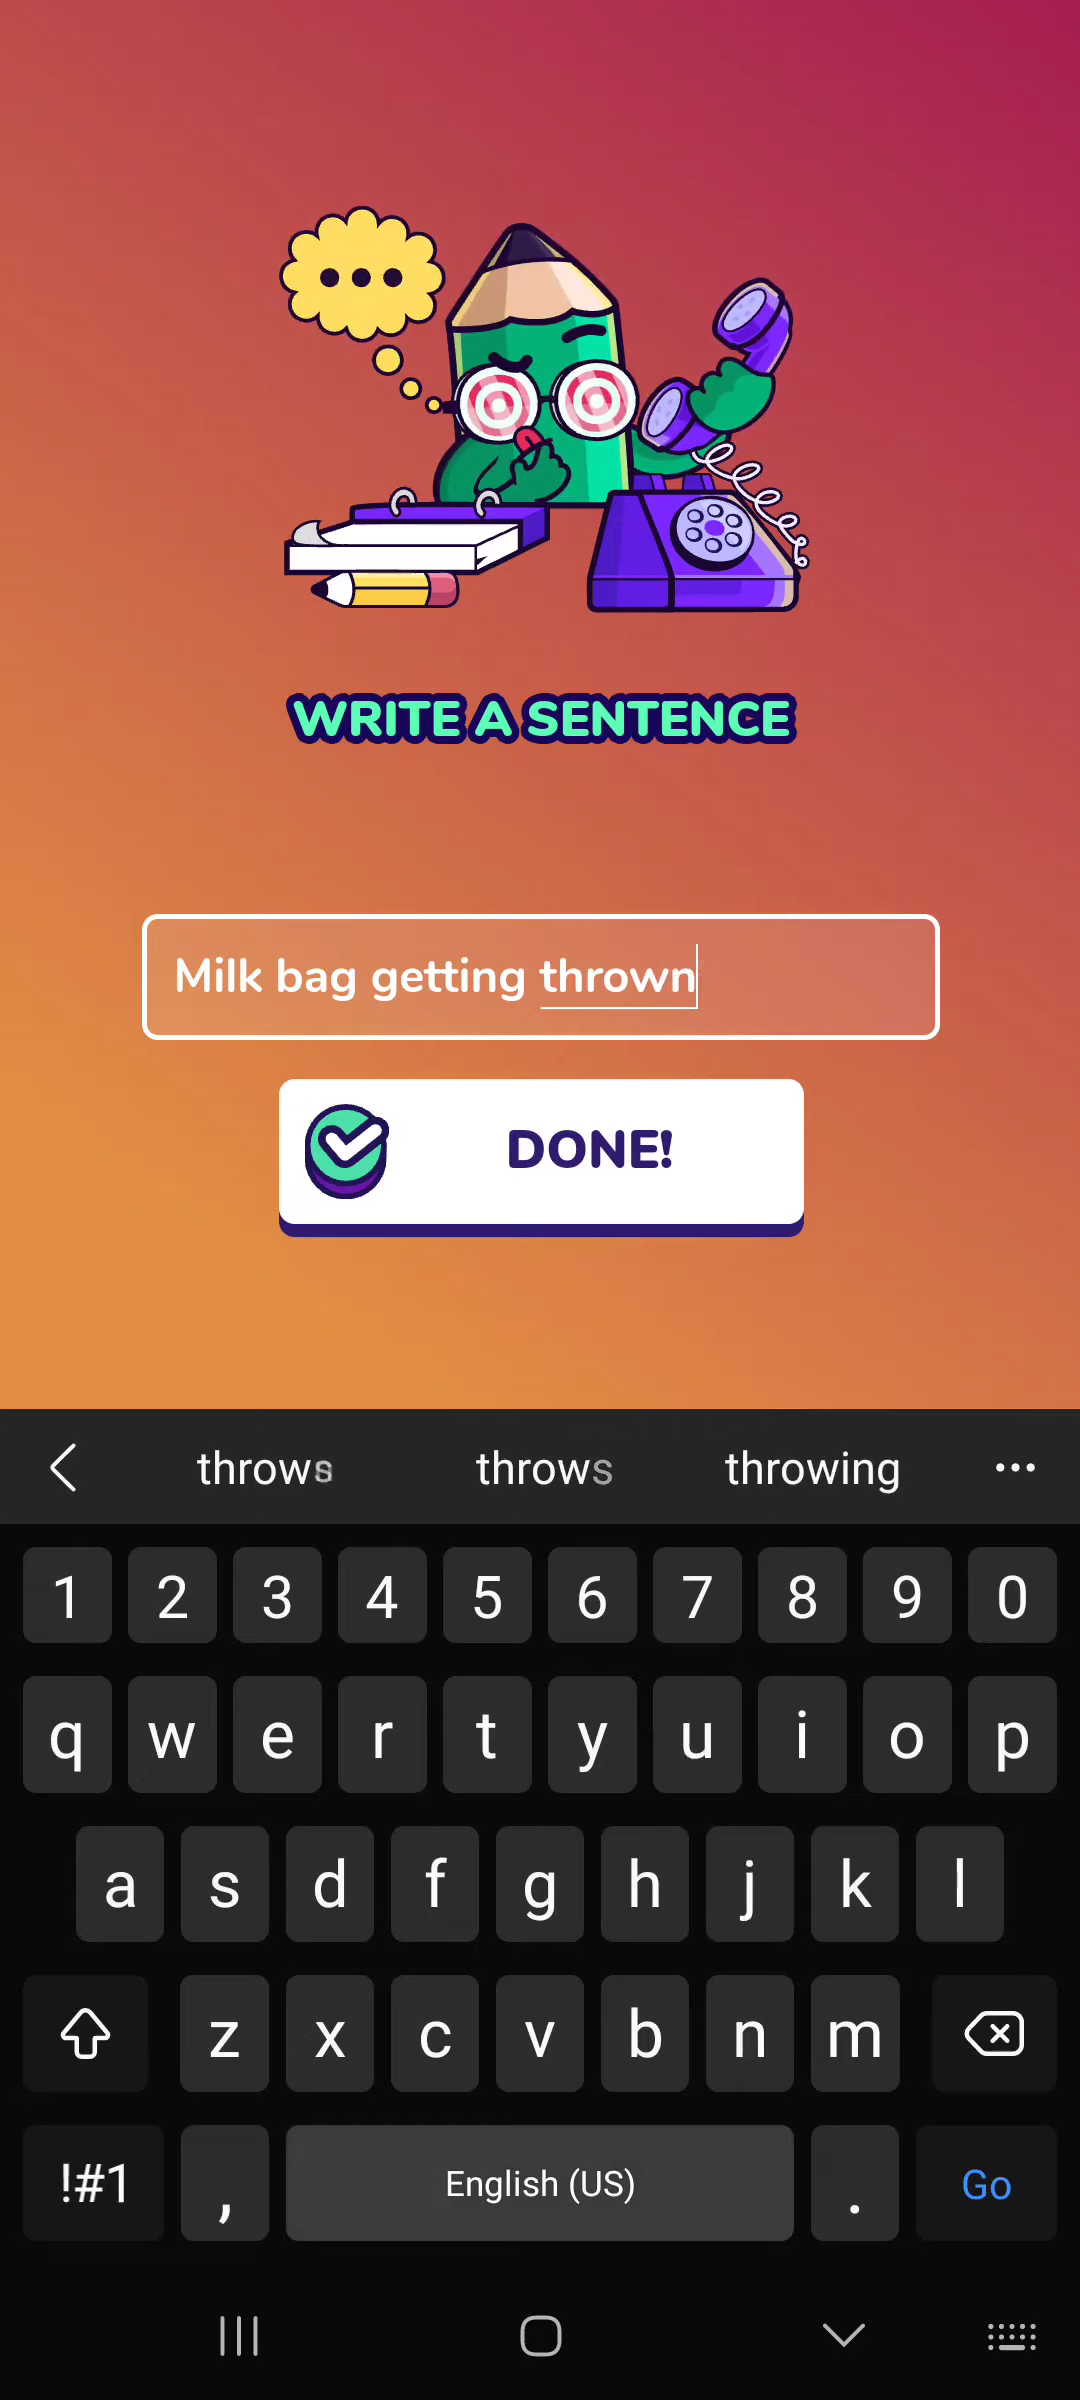 WRITE A SENTENCE
Milk bag getting thrown
DONE!
throws throws throwing
1 2 3 4 5 6 7 8 9 0
q w e r t y u i o p
a s d f g h j k l
z x c v b n m
!#1 , English (US) . Go